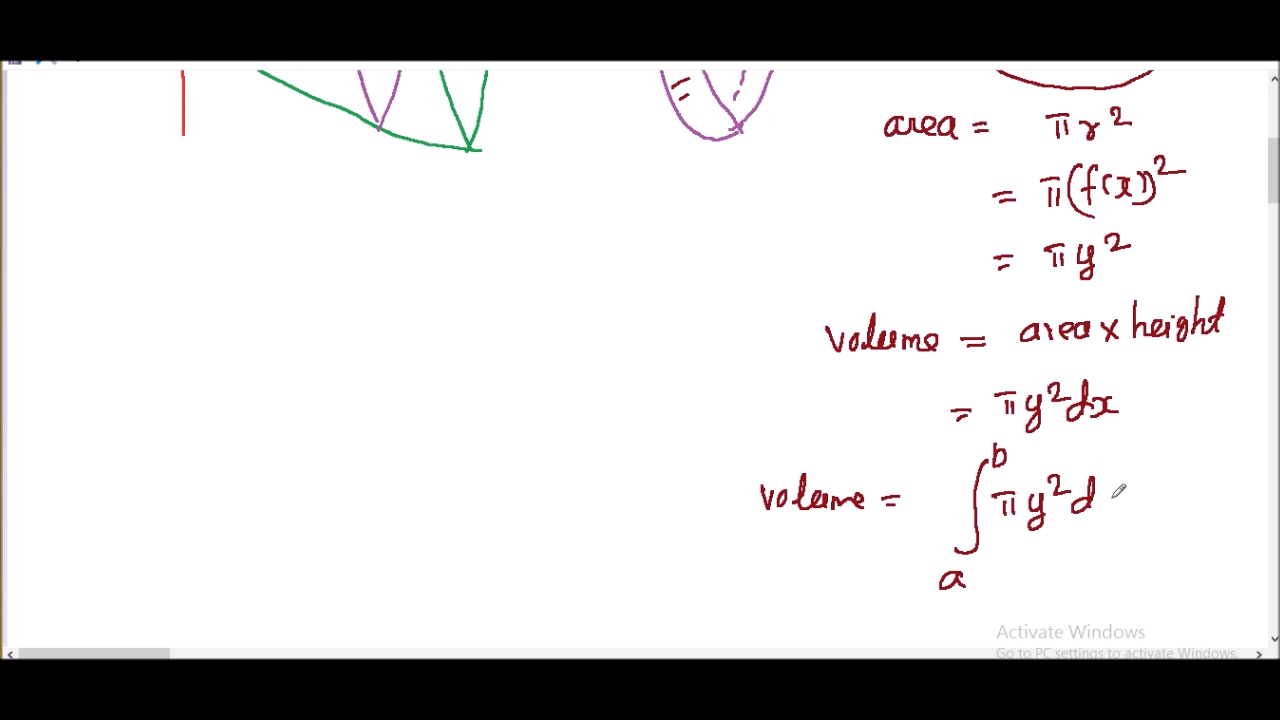 area = πr²
= π(f(x))²
= πy²
volume = area × height
= πy²dx
volume = ∫ₐᵇ πy²d
Activate Windows
Go to PC settings to activate Windows.